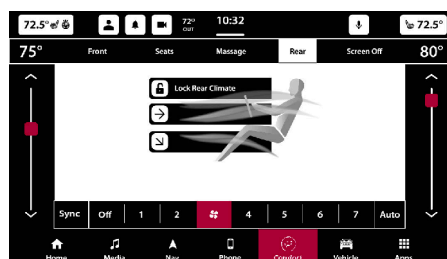 72.5°
72°
OUT
10:32
72.5°
75°
Front
Seats
Massage
Rear
Screen Off
80°
Lock Rear Climate
Sync
Off
1
2
4
5
6
7
Auto
Home
Media
Nav
Phone
Comfort
Vehicle
Apps